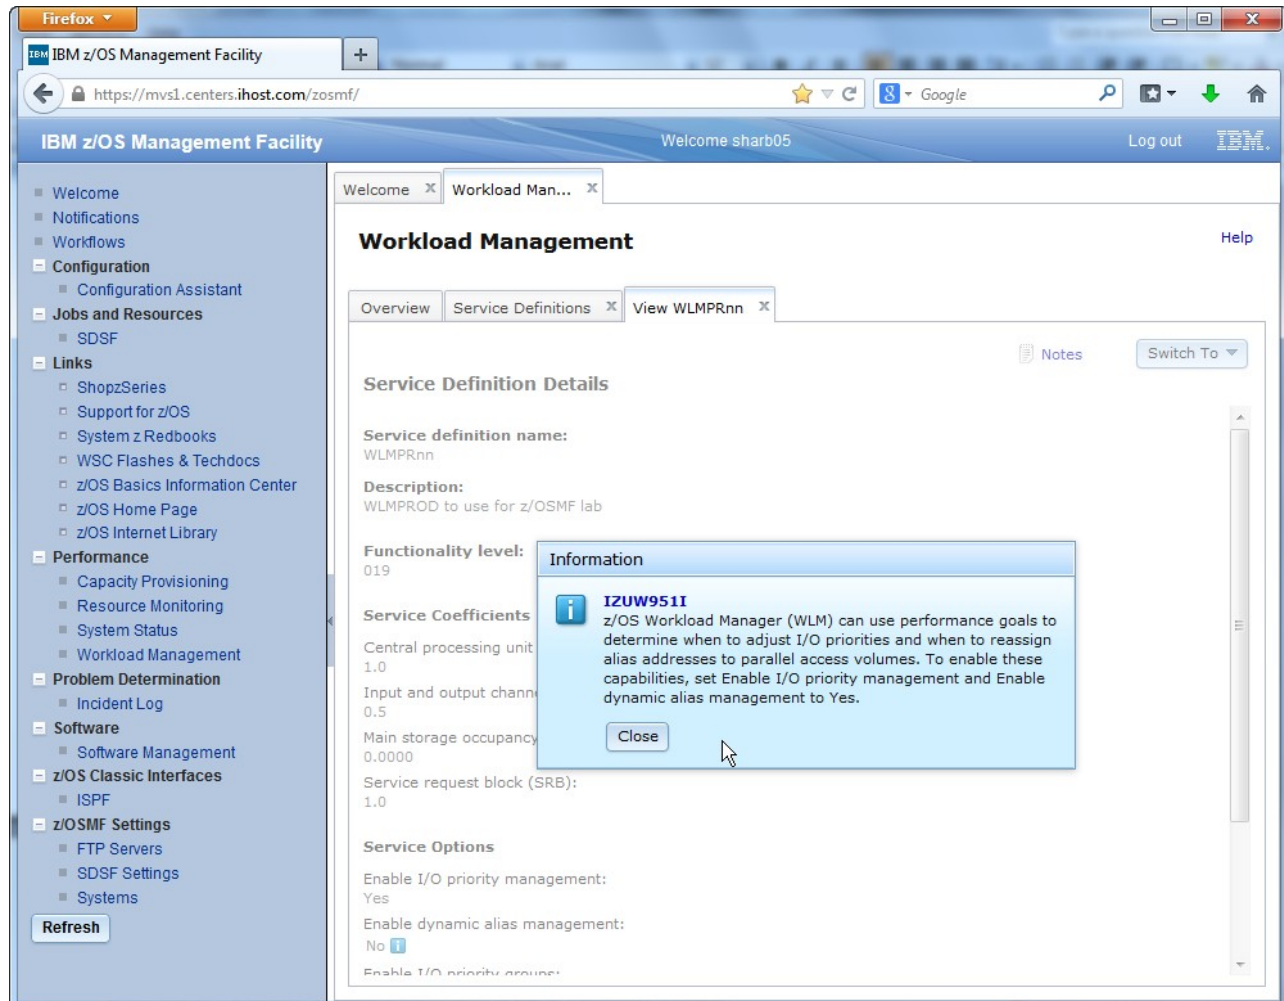 Firefox
IBM IBM z/OS Management Facility
https://mvs1.centers.ihost.com/zosmf/
Google
IBM z/OS Management Facility
Welcome sharb05
Log out
IBM.
Welcome
Notifications
Workflows
Configuration
Configuration Assistant
Jobs and Resources
SDSF
Links
ShopzSeries
Support for z/OS
System z Redbooks
WSC Flashes & Techdocs
z/OS Basics Information Center
z/OS Home Page
z/OS Internet Library
Performance
Capacity Provisioning
Resource Monitoring
System Status
Workload Management
Problem Determination
Incident Log
Software
Software Management
z/OS Classic Interfaces
ISPF
z/OSMF Settings
FTP Servers
SDSF Settings
Systems
Refresh
Welcome
Workload Man...
Workload Management
Help
Overview
Service Definitions
View WLMPRnn
Notes
Switch To
Service Definition Details
Service definition name:
WLMPRnn
Description:
WLMPROD to use for z/OSMF lab
Functionality level:
019
Service Coefficients
Central processing unit
1.0
Input and output chann
0.5
Main storage occupancy
0.0000
Service request block (SRB):
1.0
Service Options
Enable I/O priority management:
Yes
Enable dynamic alias management:
No
Enable I/O priority groups:
Information
IZUW951I
z/OS Workload Manager (WLM) can use performance goals to
determine when to adjust I/O priorities and when to reassign
alias addresses to parallel access volumes. To enable these
capabilities, set Enable I/O priority management and Enable
dynamic alias management to Yes.
Close